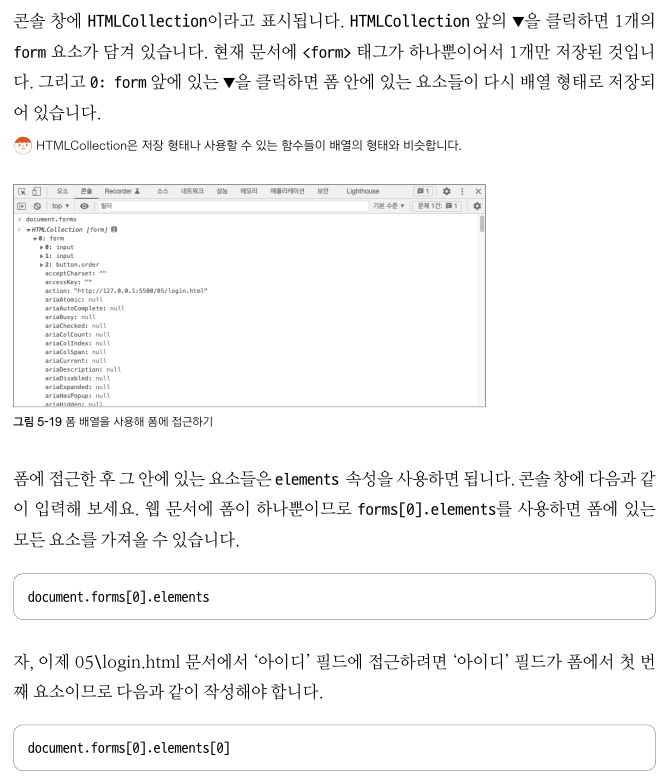 콘솔 창에 HTMLCollection이라고 표시됩니다. HTMLCollection 앞의 ▼을 클릭하면 1개의
form 요소가 담겨 있습니다. 현재 문서에 <form> 태그가 하나뿐이어서 1개만 저장된 것입니
다. 그리고 0: form 앞에 있는 ▼을 클릭하면 폼 안에 있는 요소들이 다시 배열 형태로 저장되
어 있습니다.
HTMLCollection은 저장 형태나 사용할 수 있는 함수들이 배열의 형태와 비슷합니다.
요소 콘솔 Recorder 소스 네트워크 성능 메모리 애플리케이션 보안 Lighthouse 1
top ▼ 필터 기본 수준 ▼ 문제 1건: 1
> document.forms
▼HTMLCollection [form]
▼0: form
▶0: input
▶1: input
▶2: button.order
acceptCharset: ""
accessKey: ""
action: "http://127.0.0.1:5500/05/login.html"
ariaAtomic: null
ariaAutoComplete: null
ariaBusy: null
ariaChecked: null
ariaColCount: null
ariaColIndex: null
ariaColSpan: null
ariaCurrent: null
ariaDescription: null
ariaDisabled: null
ariaExpanded: null
ariaHasPopup: null
ariaHidden: null
그림 5-19 폼 배열을 사용해 폼에 접근하기
폼에 접근한 후 그 안에 있는 요소들은 elements 속성을 사용하면 됩니다. 콘솔 창에 다음과 같
이 입력해 보세요. 웹 문서에 폼이 하나뿐이므로 forms[0].elements를 사용하면 폼에 있는
모든 요소를 가져올 수 있습니다.
document.forms[0].elements
자, 이제 05\login.html 문서에서 ‘아이디’ 필드에 접근하려면 ‘아이디’ 필드가 폼에서 첫 번
째 요소이므로 다음과 같이 작성해야 합니다.
document.forms[0].elements[0]